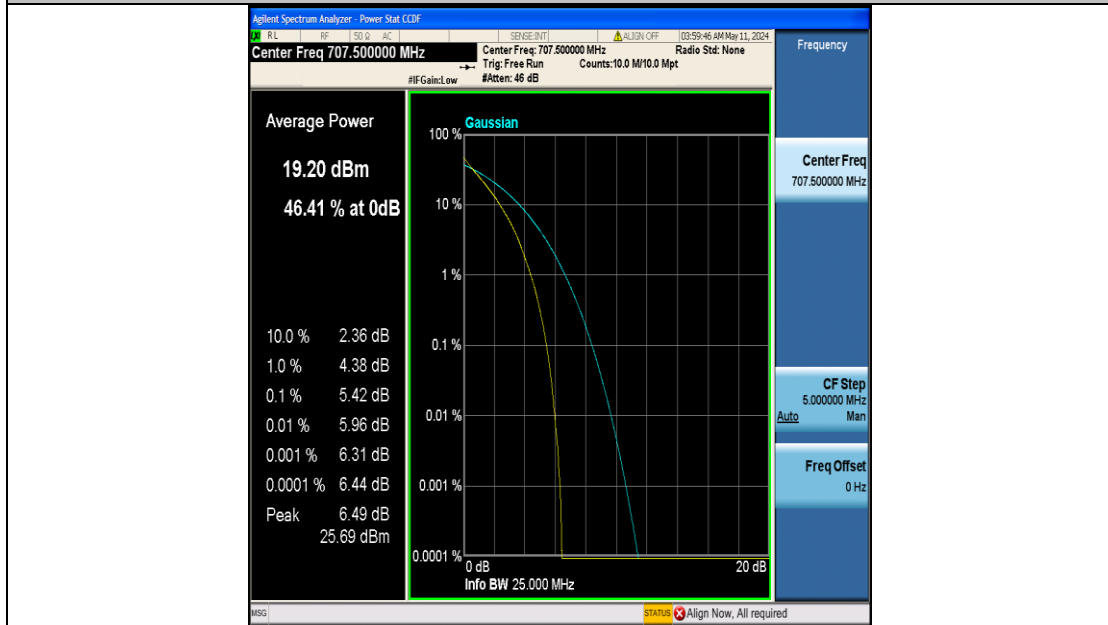 Agilent Spectrum Analyzer - Power Stat CCDF
RL RF 50 Ω AC SENSE:INT ALIGN OFF 03:59:46 AM May 11, 2024
Center Freq 707.500000 MHz
Center Freq: 707.500000 MHz Radio Std: None
Trig: Free Run Counts:10.0 M/10.0 Mpt
#IFGain:Low #Atten: 46 dB
Frequency
Average Power
19.20 dBm
46.41 % at 0dB
10.0 % 2.36 dB
1.0 % 4.38 dB
0.1 % 5.42 dB
0.01 % 5.96 dB
0.001 % 6.31 dB
0.0001 % 6.44 dB
Peak 6.49 dB
25.69 dBm
Gaussian
100 %
10 %
1 %
0.1 %
0.01 %
0.001 %
0.0001 %
0 dB 20 dB
Info BW 25.000 MHz
Center Freq
707.500000 MHz
CF Step
5.000000 MHz
Auto Man
Freq Offset
0 Hz
MSG STATUS Align Now, All required